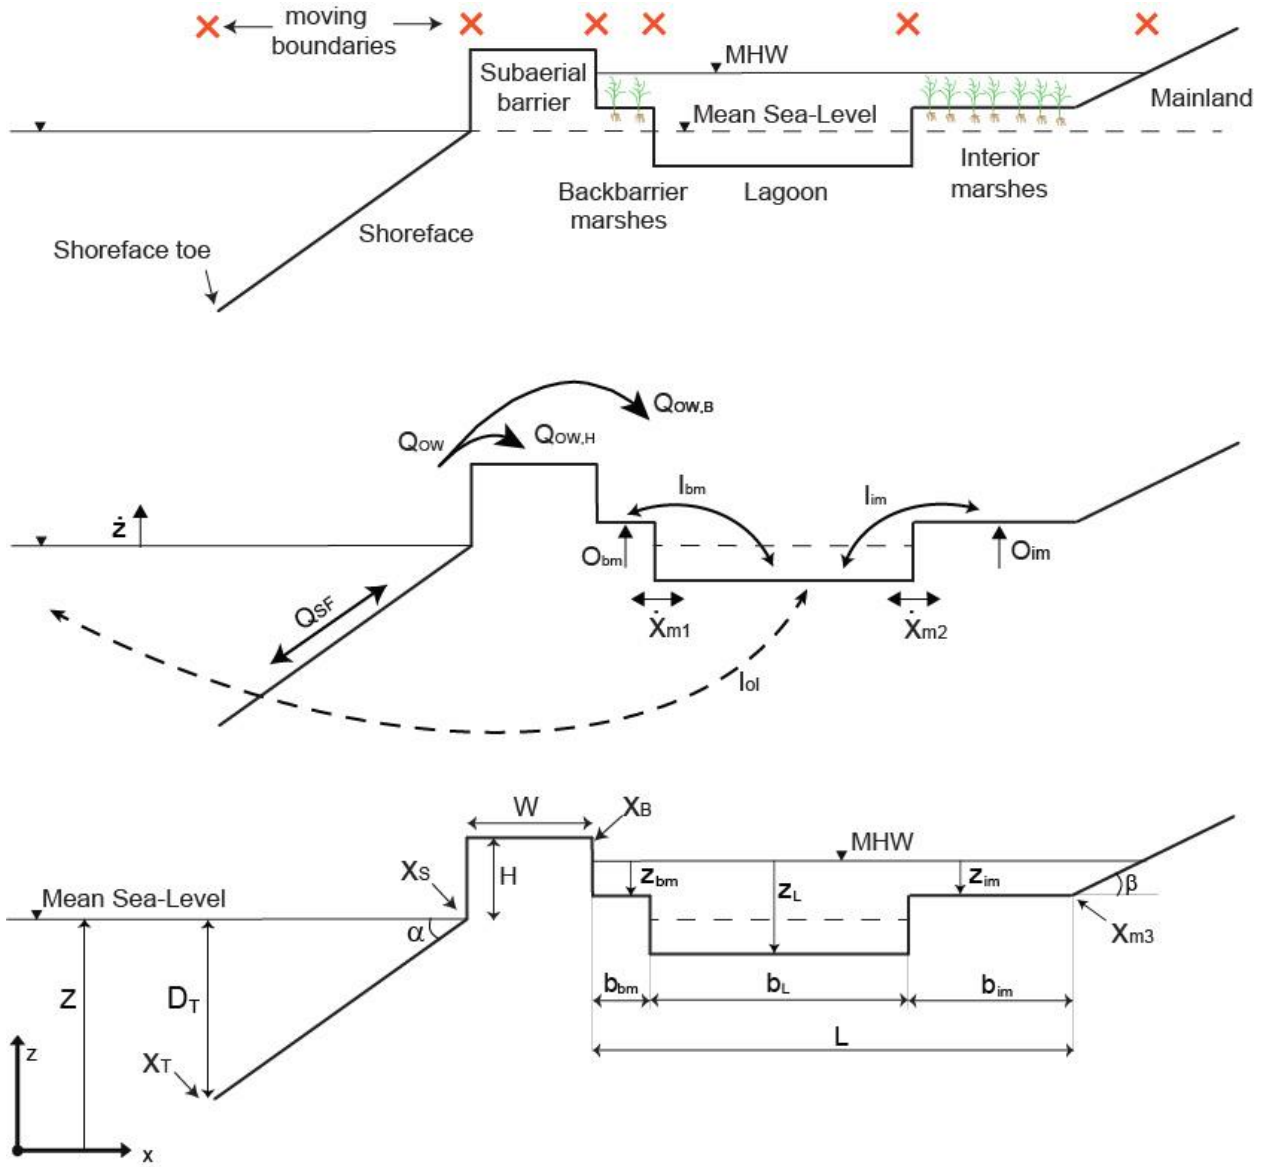 moving
boundaries
Subaerial
barrier
MHW
Mean Sea-Level
Mainland
Interior
marshes
Backbarrier
marshes
Lagoon
Shoreface
Shoreface toe
QOW,B
QOW
QOW,H
Ibm
Iim
ż
Obm
Oim
QSF
Ẋm1
Ẋm2
Iol
W
XB
MHW
XS
H
zbm
zL
zim
β
Mean Sea-Level
α
Xm3
Z
DT
bbm
bL
bim
L
z
XT
x